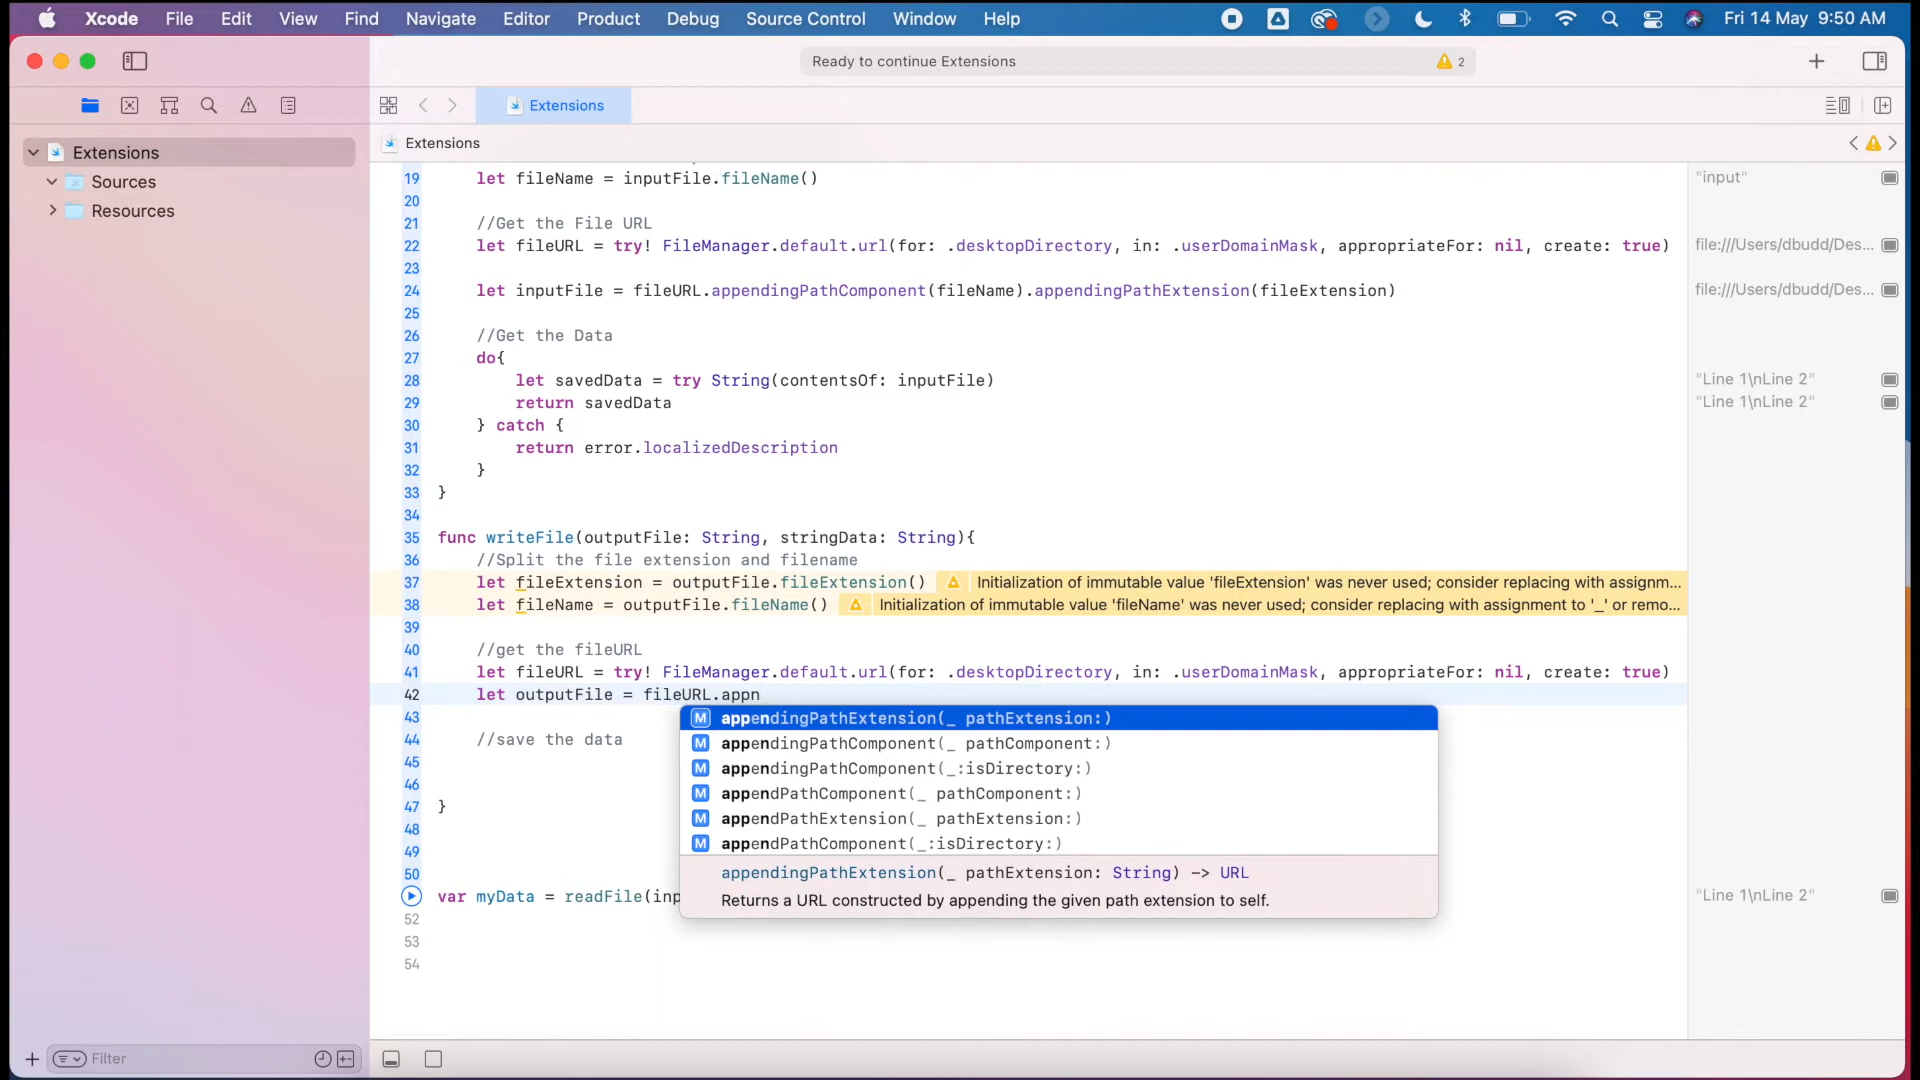 Xcode File Edit View Find Navigate Editor Product Debug Source Control Window Help Fri 14 May 9:50 AM
Ready to continue Extensions 2
Extensions
Extensions
Extensions
Sources
Resources
19 let fileName = inputFile.fileName() "input"
20
21 //Get the File URL
22 let fileURL = try! FileManager.default.url(for: .desktopDirectory, in: .userDomainMask, appropriateFor: nil, create: true) file:///Users/dbudd/Des...
23
24 let inputFile = fileURL.appendingPathComponent(fileName).appendingPathExtension(fileExtension) file:///Users/dbudd/Des...
25
26 //Get the Data
27 do{
28 let savedData = try String(contentsOf: inputFile) "Line 1\nLine 2"
29 return savedData "Line 1\nLine 2"
30 } catch {
31 return error.localizedDescription
32 }
33 }
34
35 func writeFile(outputFile: String, stringData: String){
36 //Split the file extension and filename
37 let fileExtension = outputFile.fileExtension() Initialization of immutable value 'fileExtension' was never used; consider replacing with assignm...
38 let fileName = outputFile.fileName() Initialization of immutable value 'fileName' was never used; consider replacing with assignment to '_' or remo...
39
40 //get the fileURL
41 let fileURL = try! FileManager.default.url(for: .desktopDirectory, in: .userDomainMask, appropriateFor: nil, create: true)
42 let outputFile = fileURL.appn
43
44 //save the data
45
46
47 }
48
49
50
var myData = readFile(inp "Line 1\nLine 2"
52
53
54
M appendingPathExtension(_ pathExtension:)
M appendingPathComponent(_ pathComponent:)
M appendingPathComponent(_:isDirectory:)
M appendPathComponent(_ pathComponent:)
M appendPathExtension(_ pathExtension:)
M appendPathComponent(_:isDirectory:)
appendingPathExtension(_ pathExtension: String) -> URL
Returns a URL constructed by appending the given path extension to self.
Filter